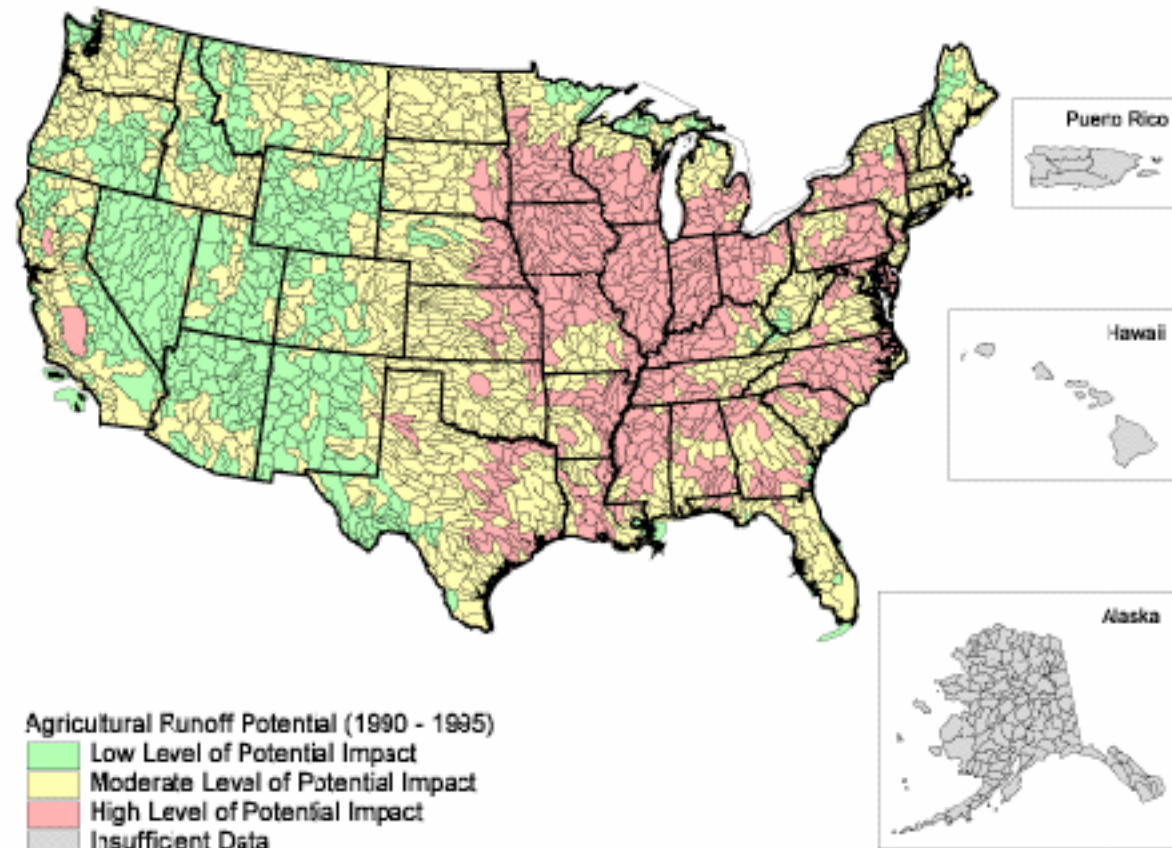 Puerto Rico
Hawaii
Alaska
Agricultural Runoff Potential (1990 - 1995)
Low Level of Potential Impact
Moderate Level of Potential Impact
High Level of Potential Impact
Insufficient Data